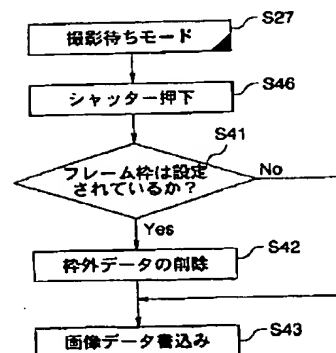 S27
撮影待ちモード
S46
シャッター押下
S41
フレーム枠は設定
されているか？
No
Yes
S42
枠外データの削除
S43
画像データ書込み